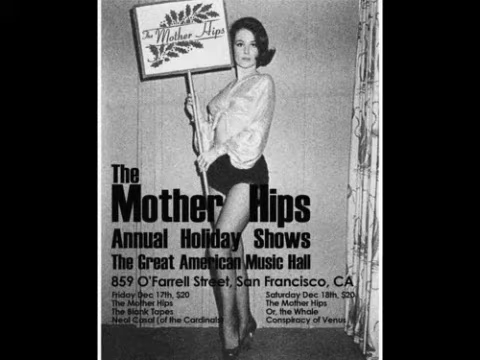 The Mother Hips
The
Mother Hips
Annual Holiday Shows
The Great American Music Hall
859 O'Farrell Street, San Francisco, CA
Friday Dec 17th, $20
The Mother Hips
The Blank Tapes
Neal Casal (of the Cardinals)
Saturday Dec 18th, $20
The Mother Hips
Or, the Whale
Conspiracy of Venus